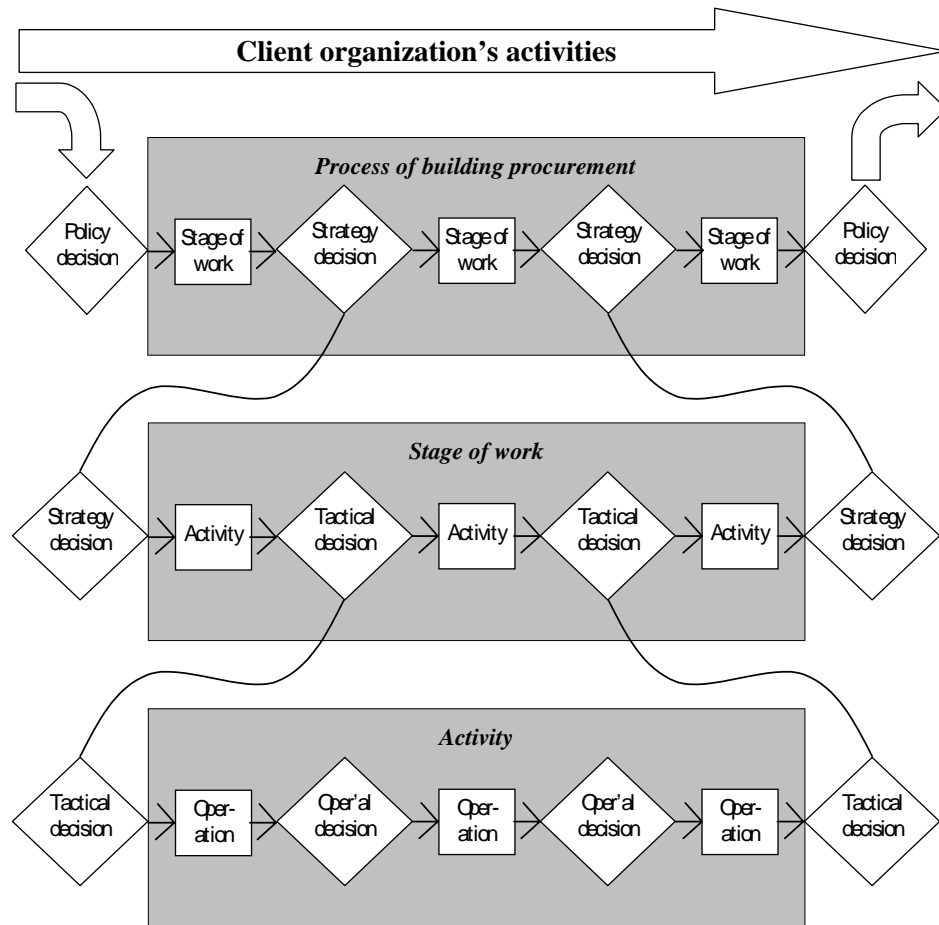 Client organization’s activities
Process of building procurement
Policy
decision
Stage of
work
Strategy
decision
Stage of
work
Strategy
decision
Stage of
work
Policy
decision
Stage of work
Strategy
decision
Activity
Tactical
decision
Activity
Tactical
decision
Activity
Strategy
decision
Activity
Tactical
decision
Oper-
ation
Oper’al
decision
Oper-
ation
Oper’al
decision
Oper-
ation
Tactical
decision